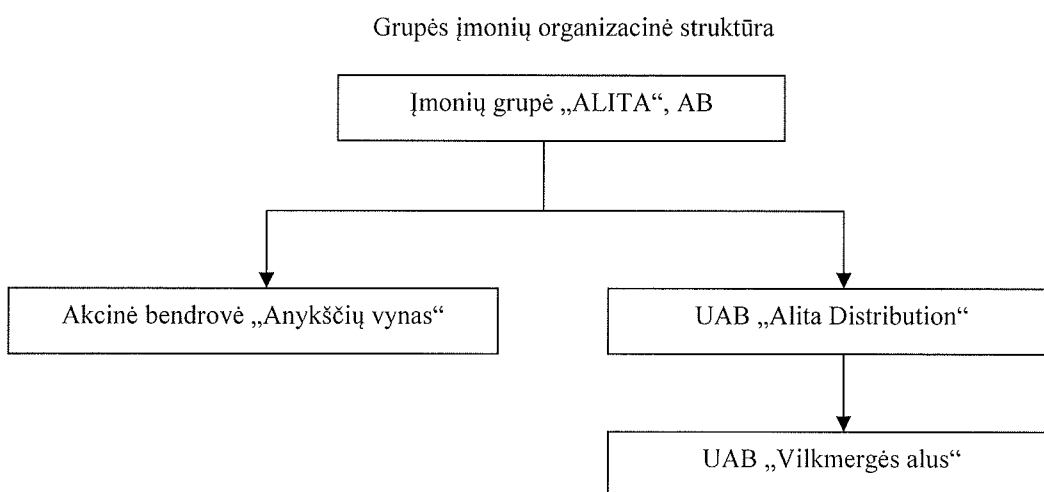 Grupės įmonių organizacinė struktūra
Įmonių grupė „ALITA“, AB
Akcinė bendrovė „Anykščių vynas“
UAB „Alita Distribution“
UAB „Vilkmergės alus“